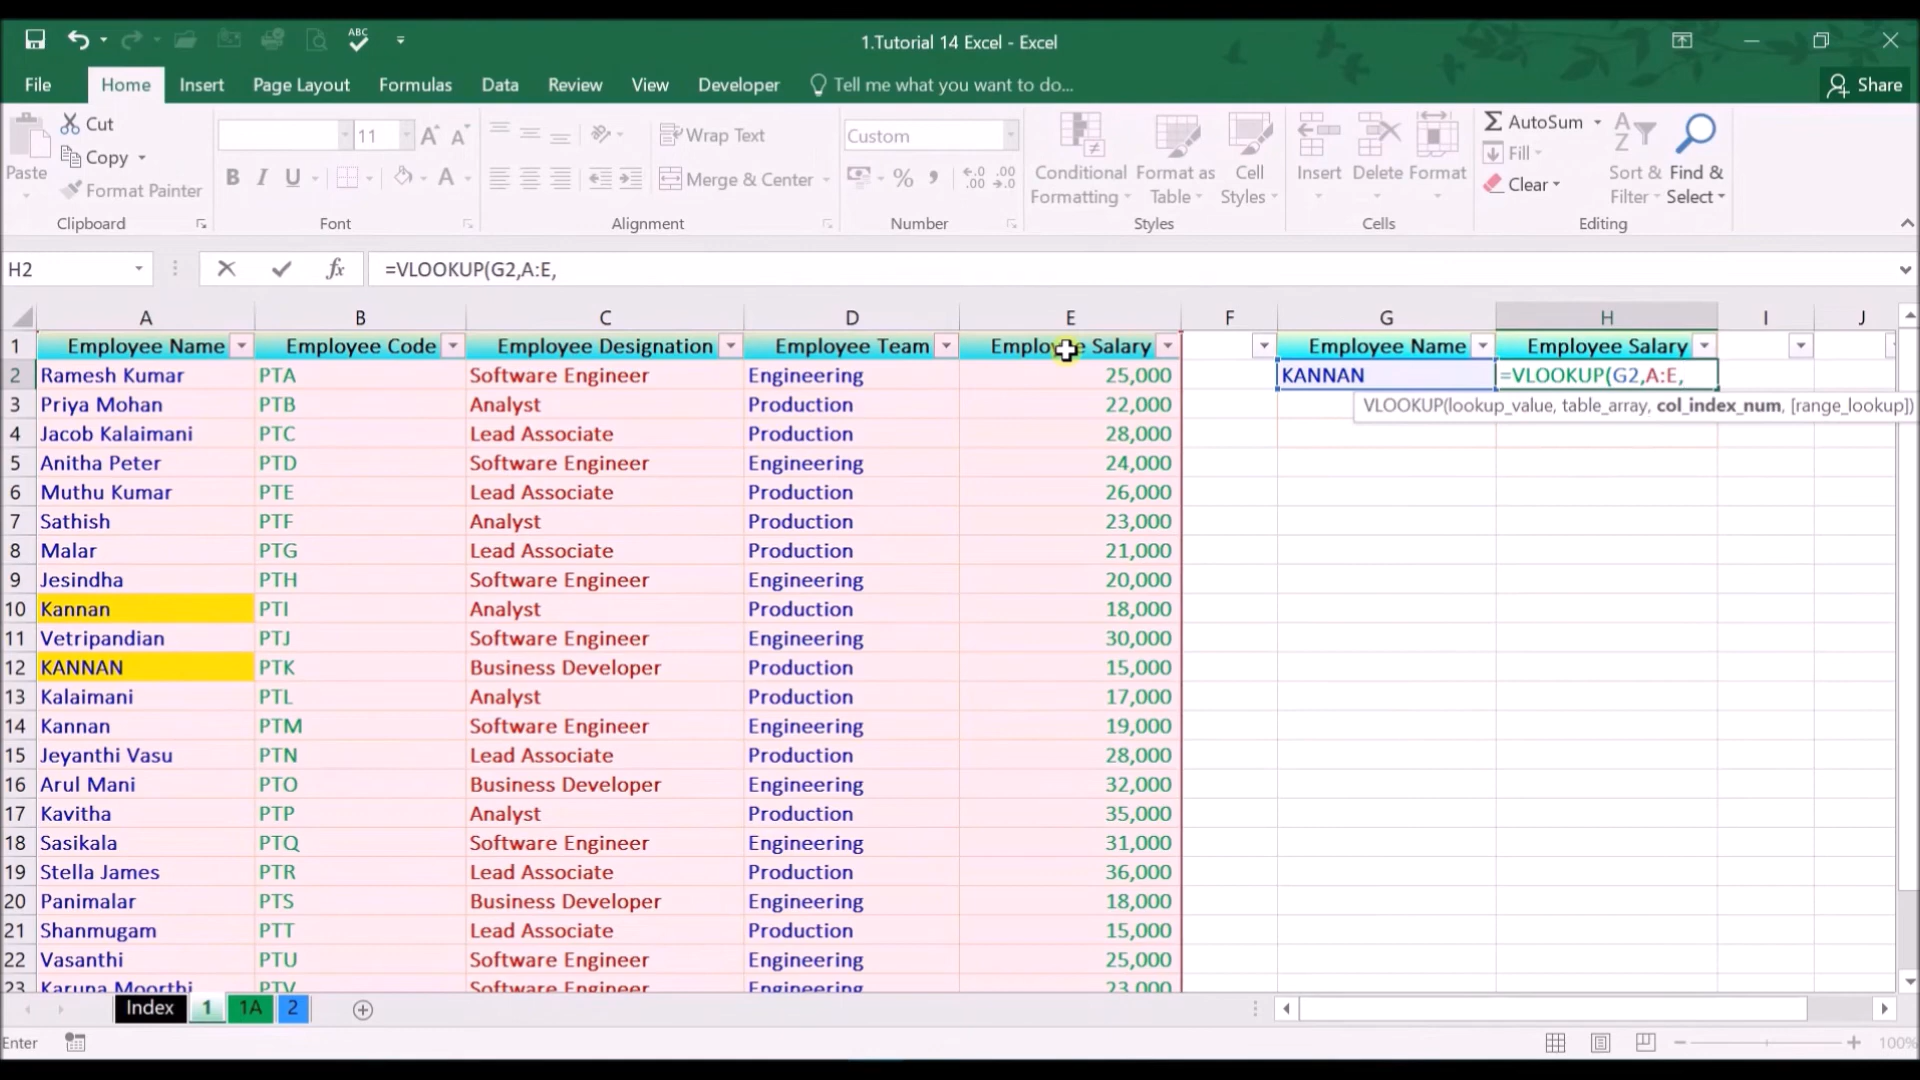 ABC
1.Tutorial 14 Excel - Excel
File Home Insert Page Layout Formulas Data Review View Developer Tell me what you want to do... Share
Cut
Copy
Format Painter
Paste
Clipboard
11
B I U
Font
Wrap Text
Merge & Center
Alignment
Custom
Number
Conditional Formatting
Format as Table
Cell Styles
Styles
Insert Delete Format
Cells
AutoSum
Fill
Clear
Sort & Filter
Find & Select
Editing
H2 fx =VLOOKUP(G2,A:E,
A B C D E F G H I J
1 Employee Name Employee Code Employee Designation Employee Team Employee Salary Employee Name Employee Salary
2 Ramesh Kumar PTA Software Engineer Engineering 25,000 KANNAN =VLOOKUP(G2,A:E,
VLOOKUP(lookup_value, table_array, col_index_num, [range_lookup])
3 Priya Mohan PTB Analyst Production 22,000
4 Jacob Kalaimani PTC Lead Associate Production 28,000
5 Anitha Peter PTD Software Engineer Engineering 24,000
6 Muthu Kumar PTE Lead Associate Production 26,000
7 Sathish PTF Analyst Production 23,000
8 Malar PTG Lead Associate Production 21,000
9 Jesindha PTH Software Engineer Engineering 20,000
10 Kannan PTI Analyst Production 18,000
11 Vetripandian PTJ Software Engineer Engineering 30,000
12 KANNAN PTK Business Developer Production 15,000
13 Kalaimani PTL Analyst Production 17,000
14 Kannan PTM Software Engineer Engineering 19,000
15 Jeyanthi Vasu PTN Lead Associate Production 28,000
16 Arul Mani PTO Business Developer Engineering 32,000
17 Kavitha PTP Analyst Production 35,000
18 Sasikala PTQ Software Engineer Engineering 31,000
19 Stella James PTR Lead Associate Production 36,000
20 Panimalar PTS Business Developer Engineering 18,000
21 Shanmugam PTT Lead Associate Production 15,000
22 Vasanthi PTU Software Engineer Engineering 25,000
23 Karuna Moorthi PTV Software Engineer Engineering 23,000
Index 1 1A 2
Enter 100%